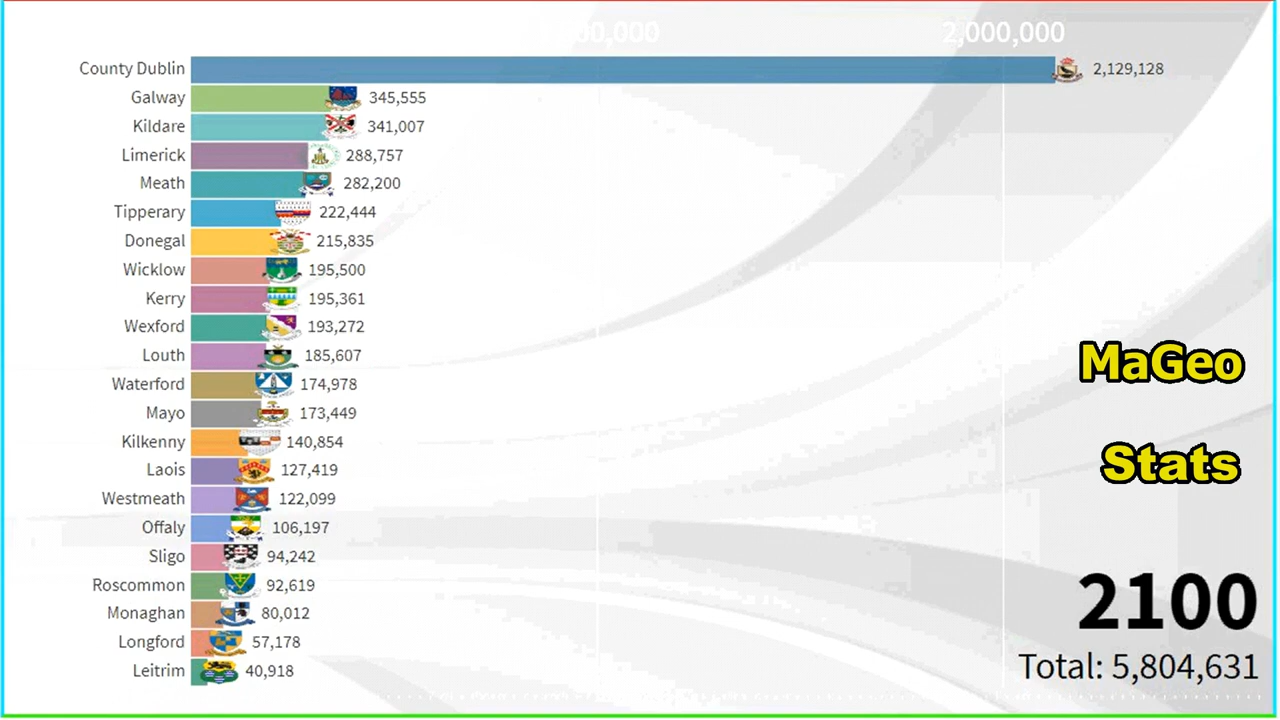 2,000,000
County Dublin 2,129,128
Galway 345,555
Kildare 341,007
Limerick 288,757
Meath 282,200
Tipperary 222,444
Donegal 215,835
Wicklow 195,500
Kerry 195,361
Wexford 193,272
Louth 185,607
Waterford 174,978
Mayo 173,449
Kilkenny 140,854
Laois 127,419
Westmeath 122,099
Offaly 106,197
Sligo 94,242
Roscommon 92,619
Monaghan 80,012
Longford 57,178
Leitrim 40,918
MaGeo
Stats
2100
Total: 5,804,631